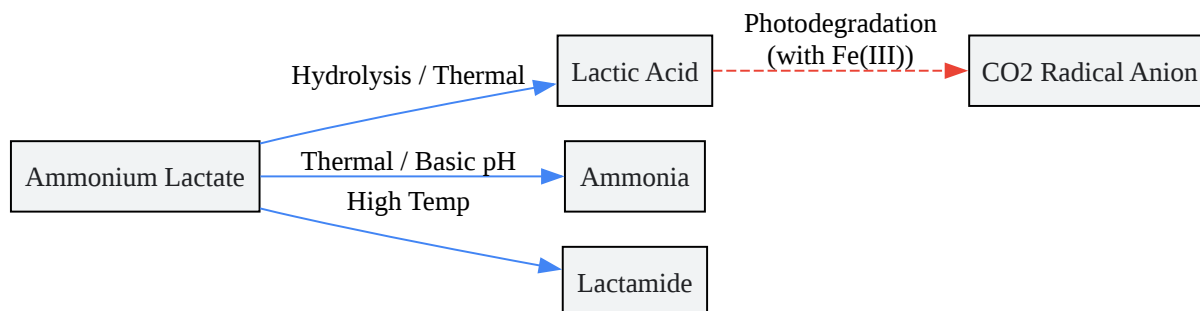 Photodegradation
(with Fe(III))
Hydrolysis / Thermal
Lactic Acid
CO2 Radical Anion
Thermal / Basic pH
Ammonium Lactate
Ammonia
High Temp
Lactamide